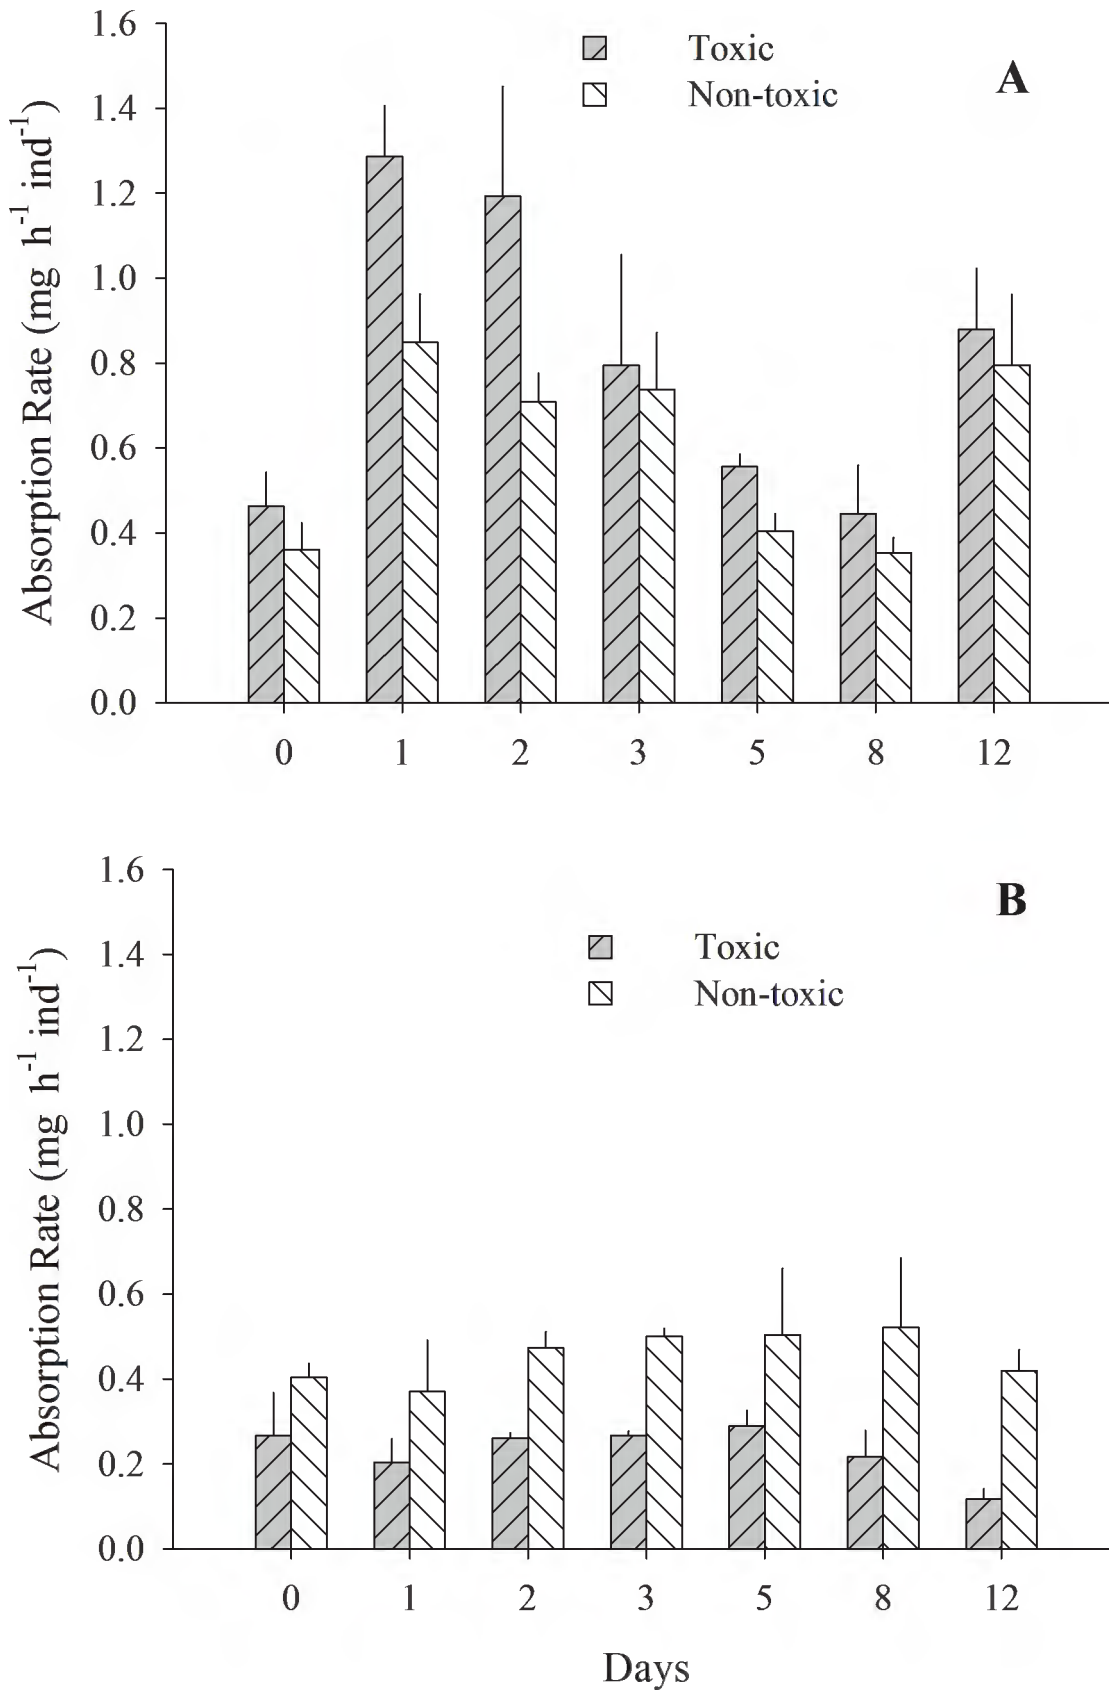 1.6
1.4
1.2
1.0
0.8
0.6
0.4
0.2
0.0
Absorption Rate (mg h⁻¹ ind⁻¹)
Toxic
Non-toxic
A
0 1 2 3 5 8 12
1.6
1.4
1.2
1.0
0.8
0.6
0.4
0.2
0.0
Absorption Rate (mg h⁻¹ ind⁻¹)
B
Toxic
Non-toxic
0 1 2 3 5 8 12
Days